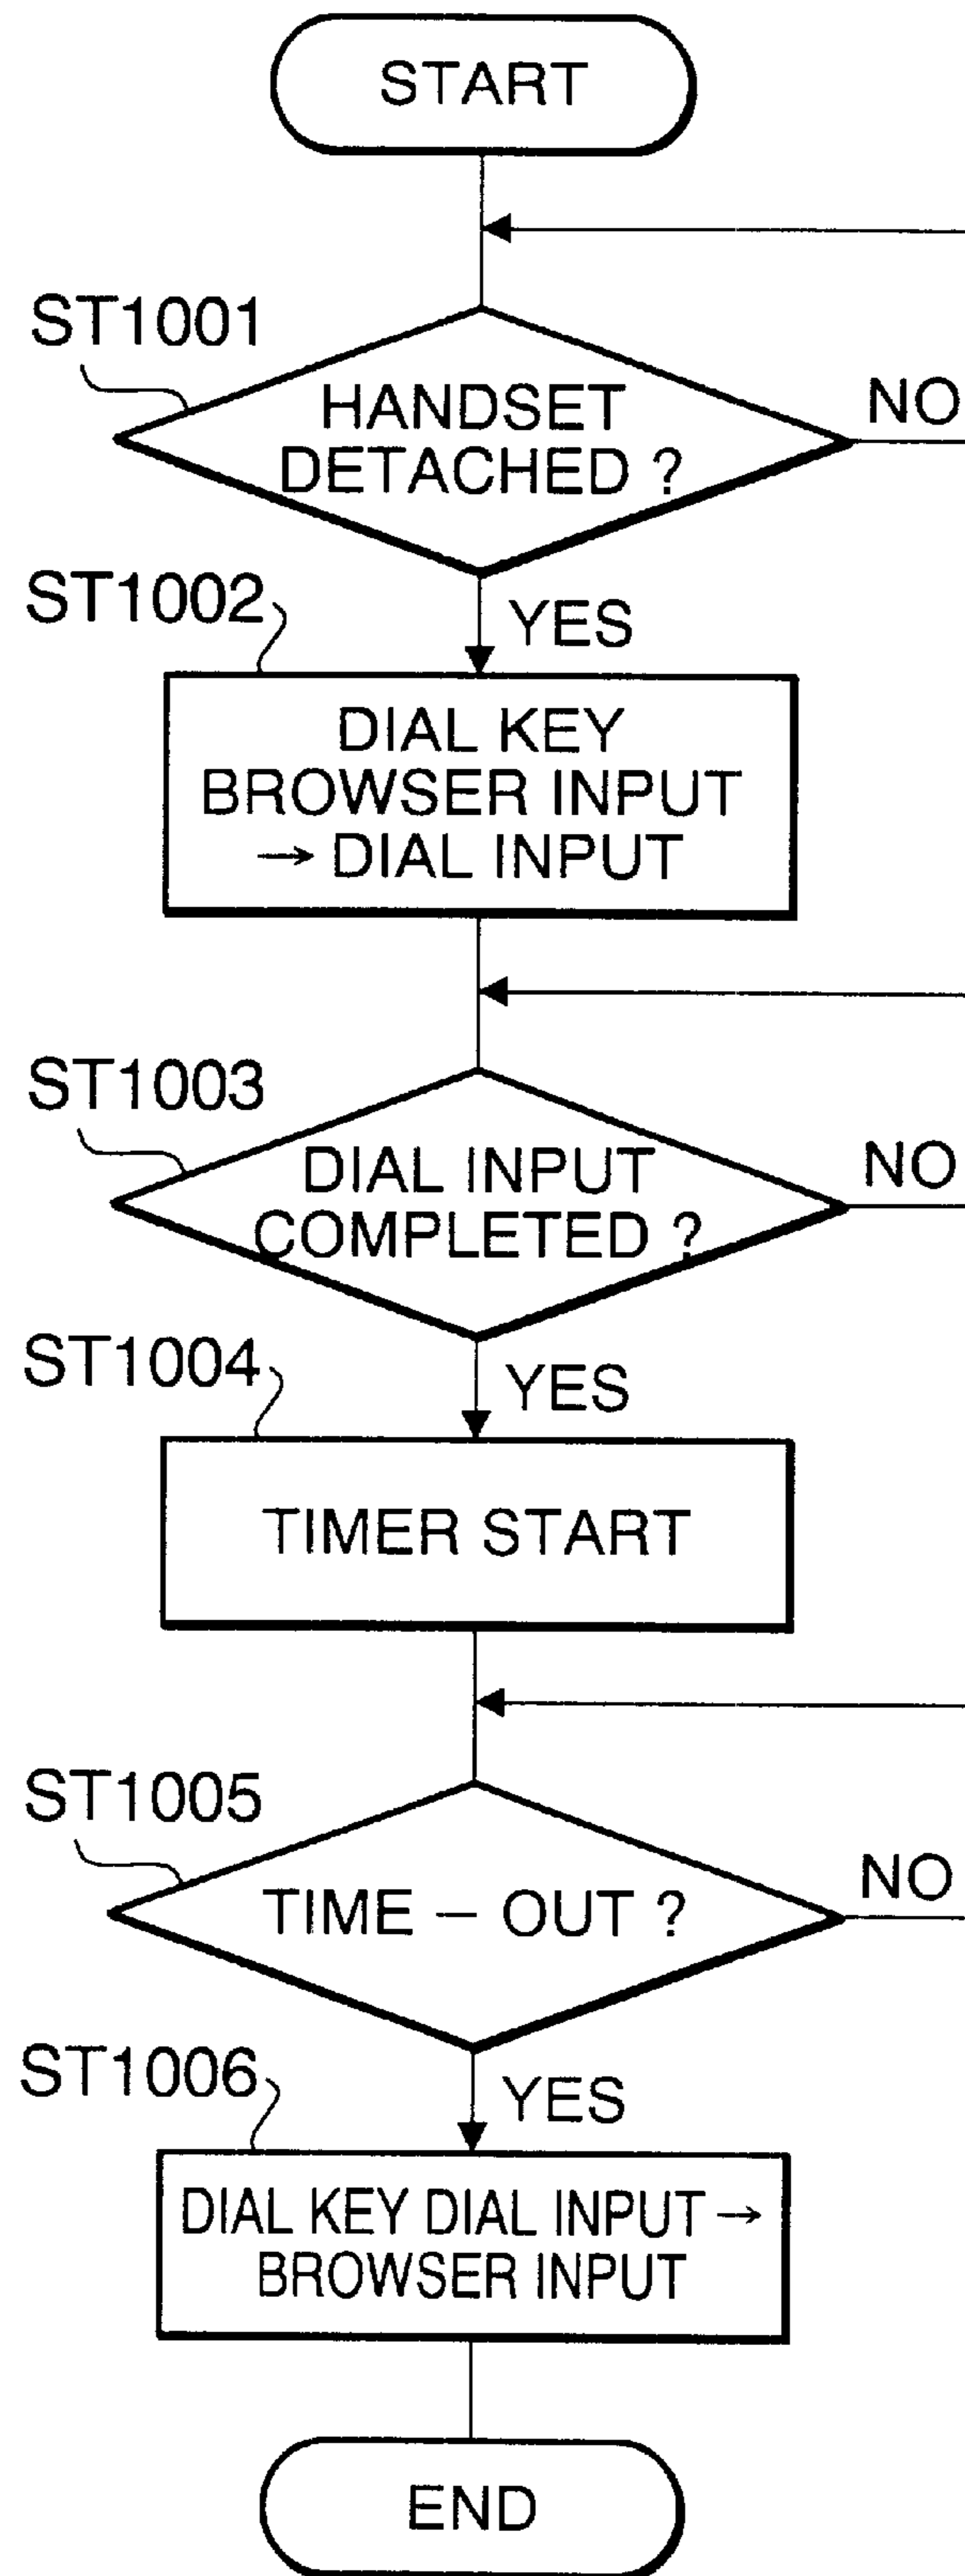 START
ST1001
HANDSET
DETACHED ?
NO
YES
ST1002
DIAL KEY
BROWSER INPUT
→ DIAL INPUT
ST1003
DIAL INPUT
COMPLETED ?
NO
YES
ST1004
TIMER START
ST1005
TIME – OUT ?
NO
YES
ST1006
DIAL KEY DIAL INPUT →
BROWSER INPUT
END